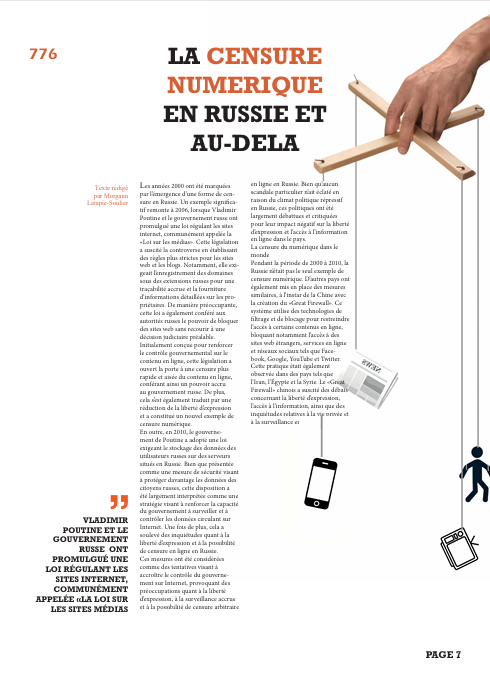 776
LA CENSURE
NUMERIQUE
EN RUSSIE ET
AU-DELA
Texte rédigé
par Morgann
Lampie-Soulier
Les années 2000 ont été marquées
par l'émergence d'une forme de cen-
sure en Russie. Un exemple significa-
tif remonte à 2006, lorsque Vladimir
Poutine et le gouvernement russe ont
promulgué une loi régulant les sites
internet, communément appelée la
«Loi sur les médias». Cette législation
a suscité la controverse en établissant
des règles plus strictes pour les sites
web et les blogs. Notamment, elle exi-
geait l'enregistrement des domaines
sous des extensions russes pour une
traçabilité accrue et la fourniture
d'informations détaillées sur les pro-
priétaires. De manière préoccupante,
cette loi a également conféré aux
autorités russes le pouvoir de bloquer
des sites web sans recourir à une
décision judiciaire préalable.
Initialement conçue pour renforcer
le contrôle gouvernemental sur le
contenu en ligne, cette législation a
ouvert la porte à une censure plus
rapide et aisée du contenu en ligne,
conférant ainsi un pouvoir accru
au gouvernement russe. De plus,
cela s'est également traduit par une
réduction de la liberté d'expression
et a constitué un nouvel exemple de
censure numérique.
En outre, en 2010, le gouverne-
ment de Poutine a adopté une loi
exigeant le stockage des données des
utilisateurs russes sur des serveurs
situés en Russie. Bien que présentée
comme une mesure de sécurité visant
à protéger davantage les données des
citoyens russes, cette disposition a
été largement interprétée comme une
stratégie visant à renforcer la capacité
du gouvernement à surveiller et à
contrôler les données circulant sur
Internet. Une fois de plus, cela a
soulevé des inquiétudes quant à la
liberté d'expression et à la possibilité
de censure en ligne en Russie.
Ces mesures ont été considérées
comme des tentatives visant à
accroître le contrôle du gouverne-
ment sur Internet, provoquant des
préoccupations quant à la liberté
d'expression, à la surveillance accrue
et à la possibilité de censure arbitraire
en ligne en Russie. Bien qu'aucun
scandale particulier n'ait éclaté en
raison du climat politique répressif
en Russie, ces politiques ont été
largement débattues et critiquées
pour leur impact négatif sur la liberté
d'expression et l'accès à l'information
en ligne dans le pays.
La censure du numérique dans le
monde
Pendant la période de 2000 à 2010, la
Russie n'était pas le seul exemple de
censure numérique. D'autres pays ont
également mis en place des mesures
similaires, à l'instar de la Chine avec
la création du «Great Firewall». Ce
système utilise des technologies de
filtrage et de blocage pour restreindre
l'accès à certains contenus en ligne,
bloquant notamment l'accès à des
sites web étrangers, services en ligne
et réseaux sociaux tels que Face-
book, Google, YouTube et Twitter.
Cette pratique était également
observée dans des pays tels que
l'Iran, l'Égypte et la Syrie. Le «Great
Firewall» chinois a suscité des débats
concernant la liberté d'expression,
l'accès à l'information, ainsi que des
inquiétudes relatives à la vie privée et
à la surveillance et
NEWS
”
VLADIMIR
POUTINE ET LE
GOUVERNEMENT
RUSSE ONT
PROMULGUÉ UNE
LOI RÉGULANT LES
SITES INTERNET,
COMMUNÉMENT
APPELÉE «LA LOI SUR
LES SITES MÉDIAS
PAGE 7